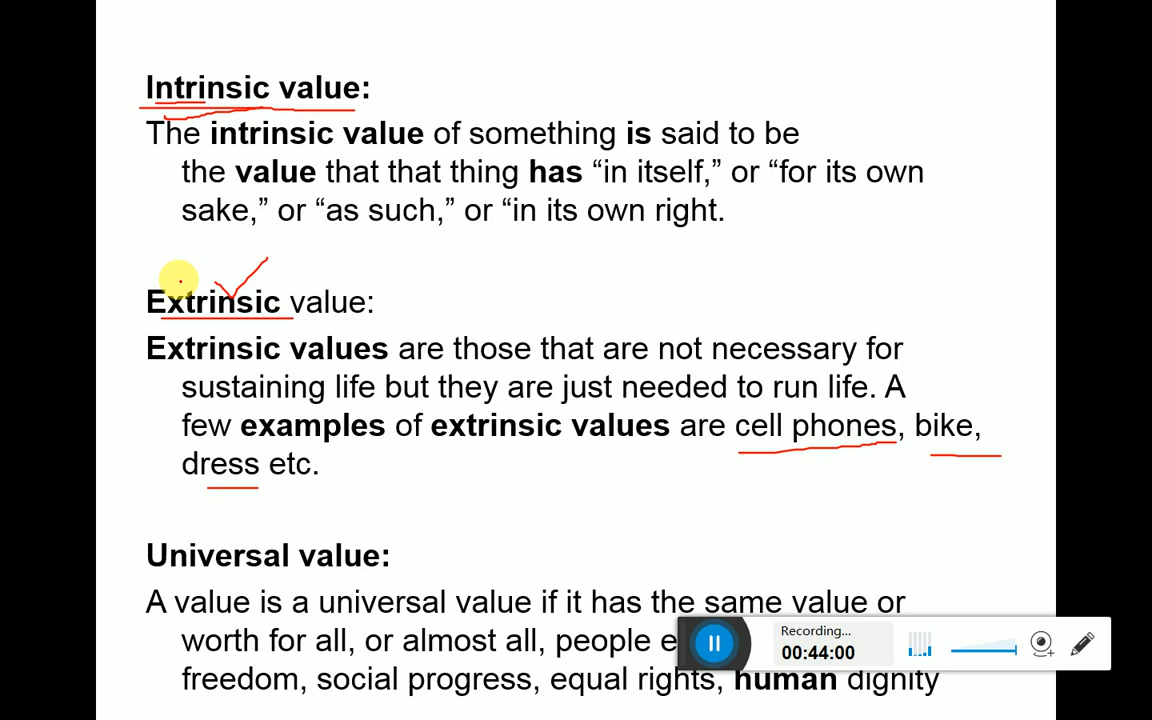 Intrinsic value:
The intrinsic value of something is said to be
the value that that thing has “in itself,” or “for its own
sake,” or “as such,” or “in its own right.
Extrinsic value:
Extrinsic values are those that are not necessary for
sustaining life but they are just needed to run life. A
few examples of extrinsic values are cell phones, bike,
dress etc.
Universal value:
A value is a universal value if it has the same value or
worth for all, or almost all, people
Recording...
00:44:00
freedom, social progress, equal rights, human dignity